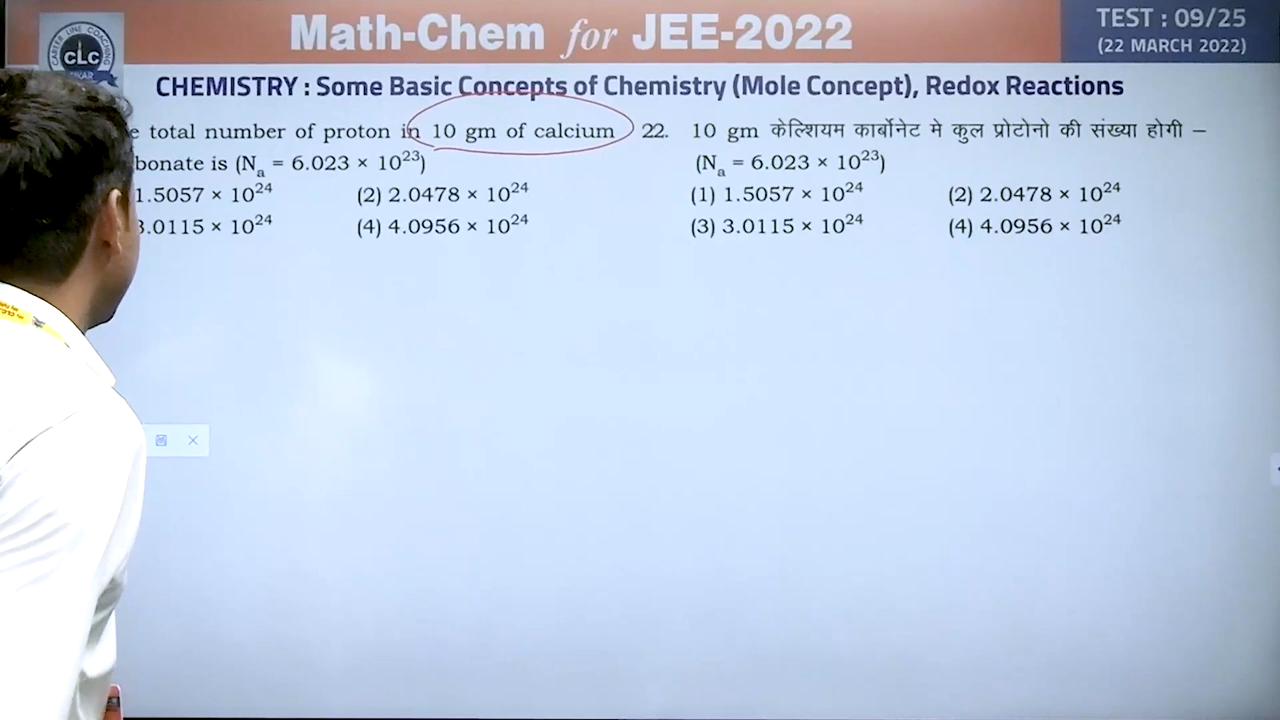 Math-Chem for JEE-2022
TEST : 09/25
(22 MARCH 2022)
CLC
CHEMISTRY : Some Basic Concepts of Chemistry (Mole Concept), Redox Reactions
e total number of proton in 10 gm of calcium
bonate is (Nₐ = 6.023 × 10²³)
1.5057 × 10²⁴ (2) 2.0478 × 10²⁴
3.0115 × 10²⁴ (4) 4.0956 × 10²⁴
22. 10 gm केल्शियम कार्बोनेट मे कुल प्रोटोनो की संख्या होगी –
(Nₐ = 6.023 × 10²³)
(1) 1.5057 × 10²⁴ (2) 2.0478 × 10²⁴
(3) 3.0115 × 10²⁴ (4) 4.0956 × 10²⁴